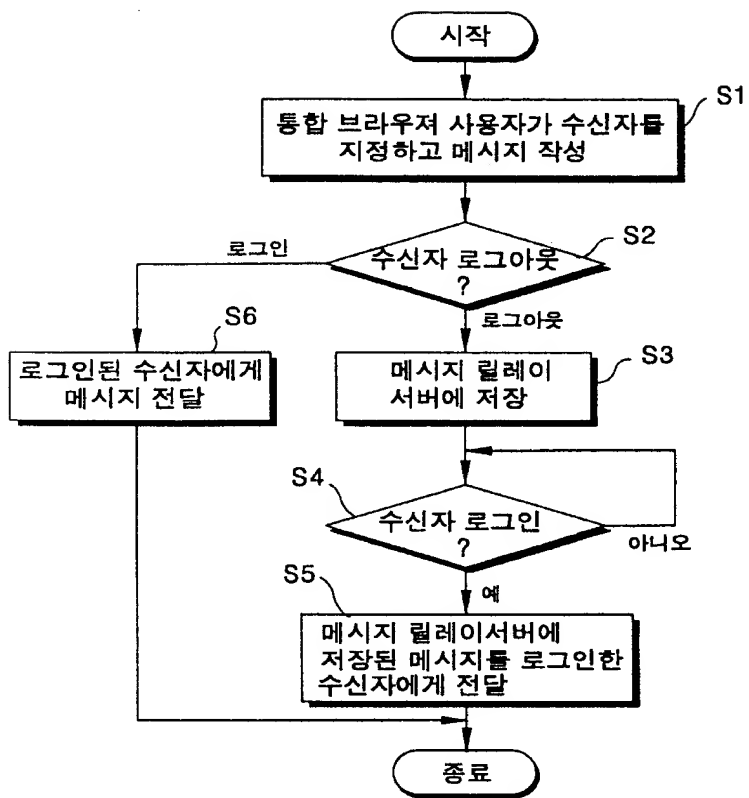 시작
S1
통합 브라우져 사용자가 수신자를
지정하고 메시지 작성
S2
수신자 로그아웃
?
로그인
로그아웃
S6
로그인된 수신자에게
메시지 전달
S3
메시지 릴레이
서버에 저장
S4
수신자 로그인
?
아니오
예
S5
메시지 릴레이서버에
저장된 메시지를 로그인한
수신자에게 전달
종료